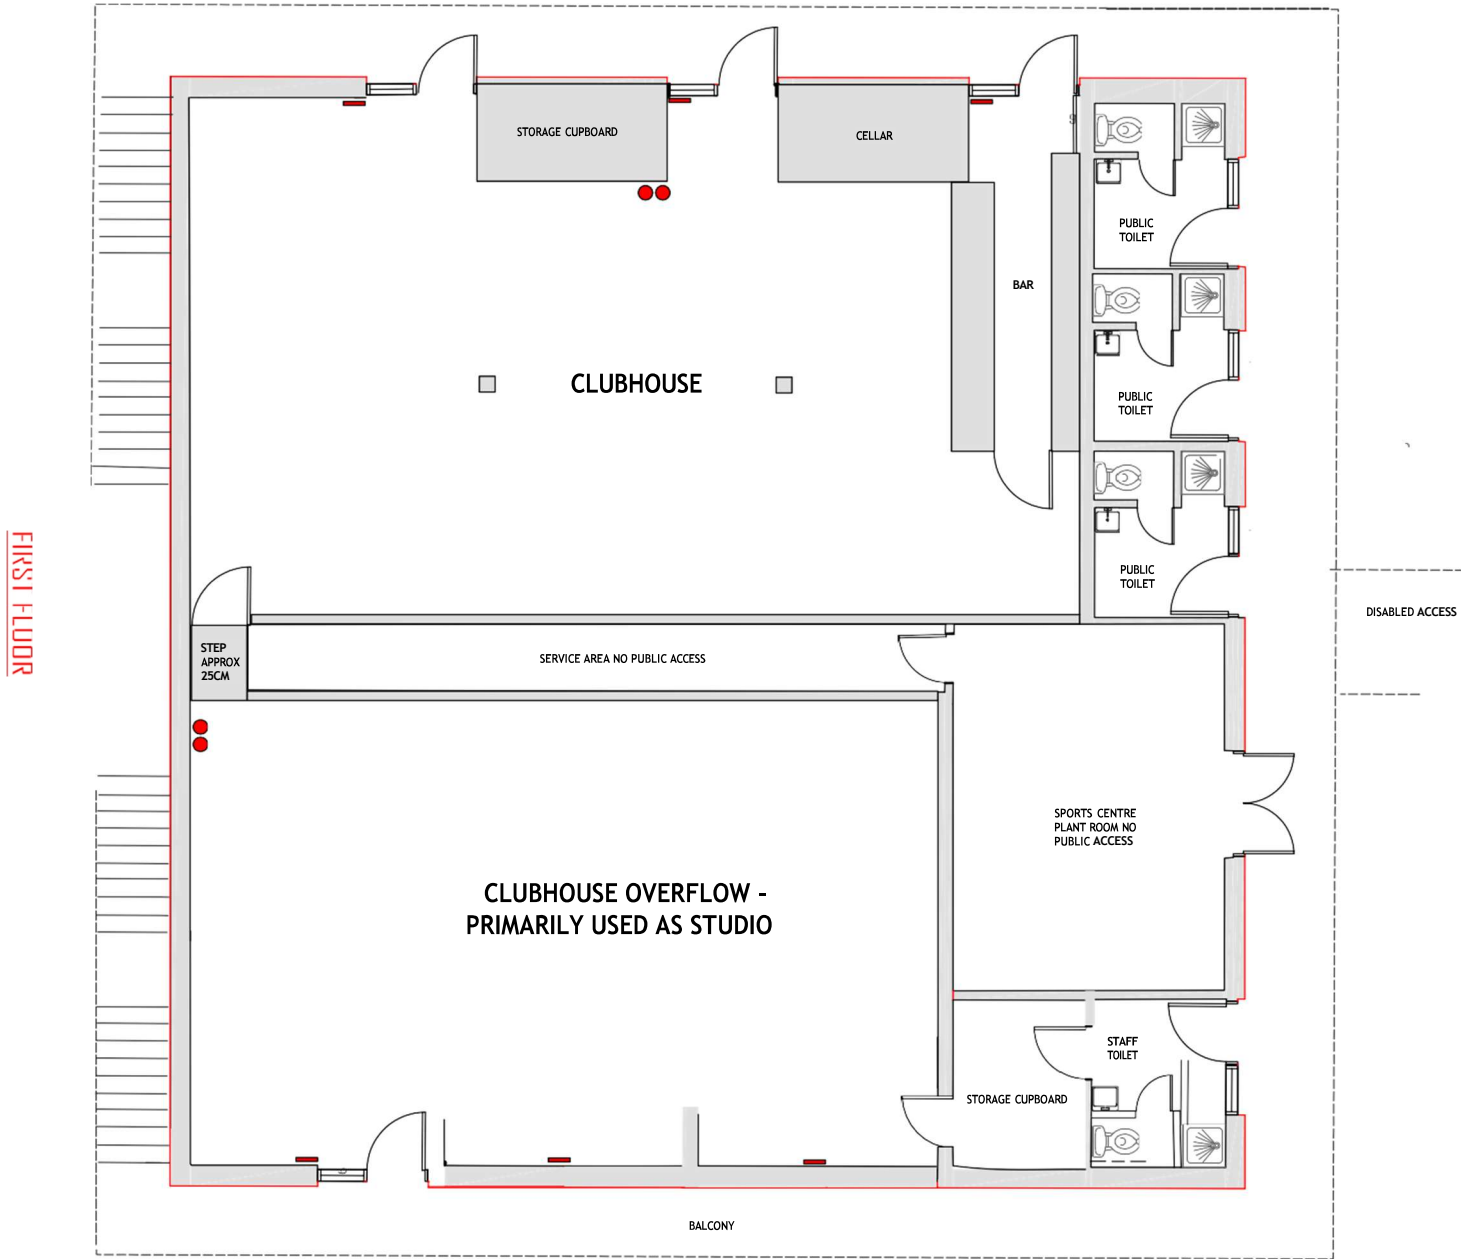 STORAGE CUPBOARD
CELLAR
PUBLIC
TOILET
BAR
CLUBHOUSE
PUBLIC
TOILET
PUBLIC
TOILET
FIRST FLOOR
DISABLED ACCESS
STEP
APPROX
25CM
SERVICE AREA NO PUBLIC ACCESS
SPORTS CENTRE
PLANT ROOM NO
PUBLIC ACCESS
CLUBHOUSE OVERFLOW -
PRIMARILY USED AS STUDIO
STAFF
TOILET
STORAGE CUPBOARD
BALCONY